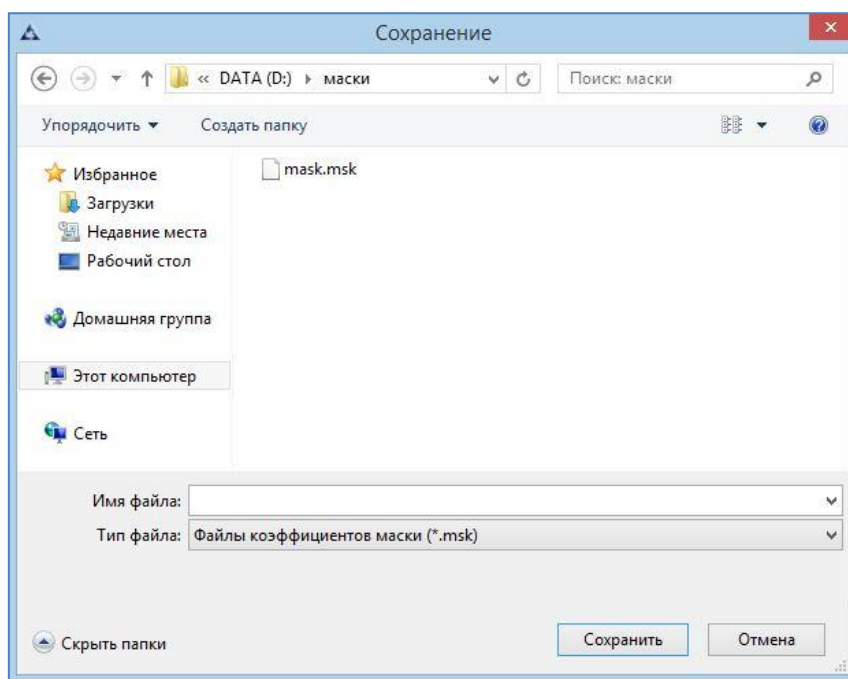 Сохранение
« DATA (D:) маски
Поиск: маски
Упорядочить
Создать папку
Избранное
Загрузки
Недавние места
Рабочий стол
Домашняя группа
Этот компьютер
Сеть
mask.msk
Имя файла:
Тип файла: Файлы коэффициентов маски (*.msk)
Скрыть папки
Сохранить
Отмена